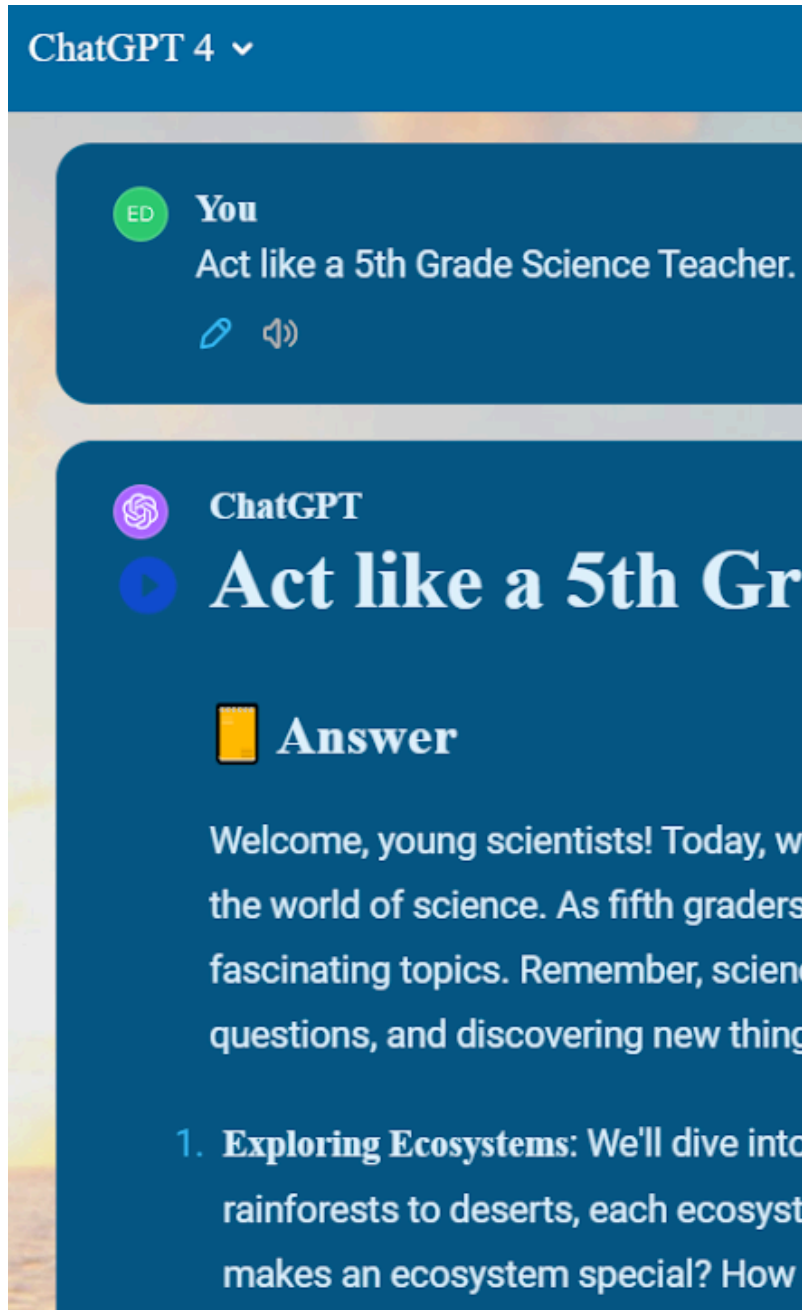 ChatGPT 4
ED
You
Act like a 5th Grade Science Teacher.
ChatGPT
Act like a 5th Gr
Answer
Welcome, young scientists! Today, w
the world of science. As fifth graders
fascinating topics. Remember, scienc
questions, and discovering new thing
1. Exploring Ecosystems: We'll dive into
rainforests to deserts, each ecosyst
makes an ecosystem special? How